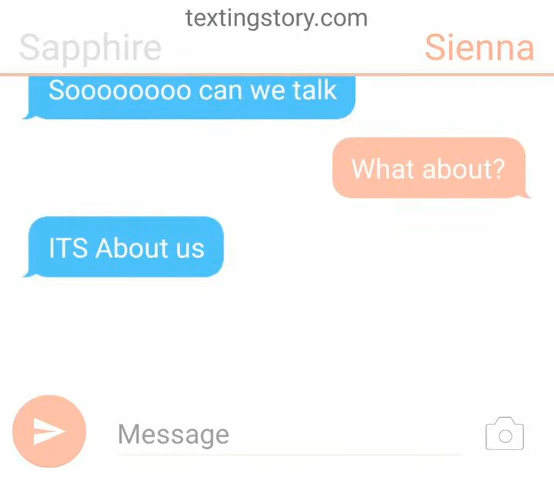 textingstory.com
Sapphire
Sienna
Soooooooo can we talk
What about?
ITS About us
Message